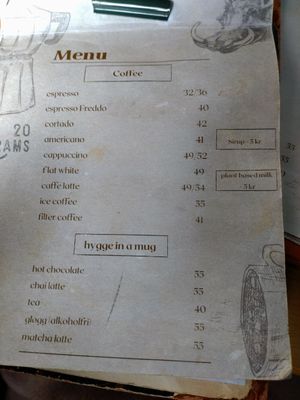 Menu
Coffee
espresso 32/36
espresso Freddo 40
cortado 42
americano 41
cappuccino 49/52
flat white 49
caffè latte 49/54
ice coffee 55
filter coffee 41
Sirup - 5 kr
plant based milk
- 5 kr
20
RAMS
hygge in a mug
hot chocolate 55
chai latte 55
tea 40
gløgg (alkoholfri) 55
matcha latte 55